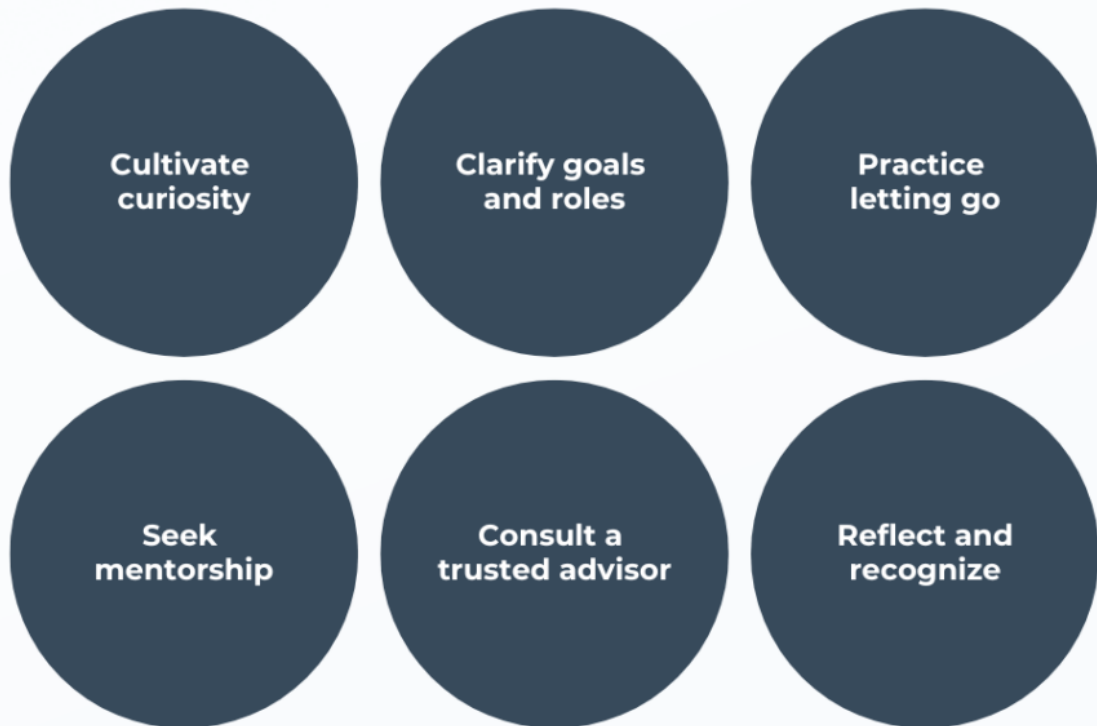 Cultivate
curiosity
Clarify goals
and roles
Practice
letting go
Seek
mentorship
Consult a
trusted advisor
Reflect and
recognize